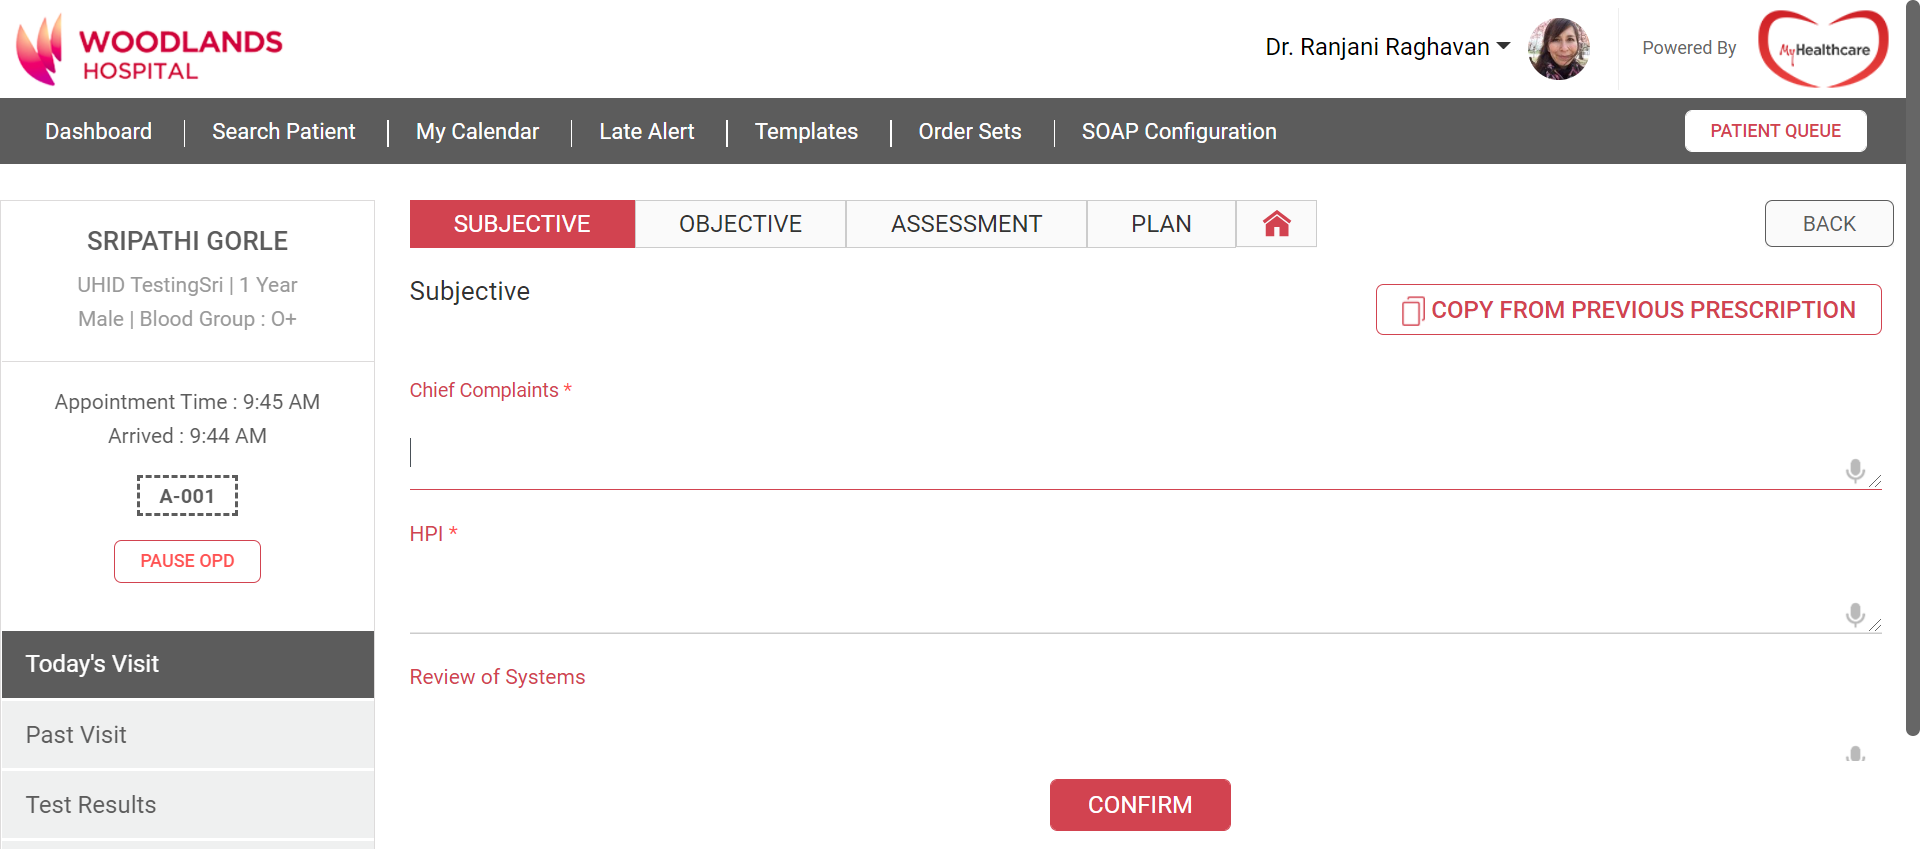 WOODLANDS
HOSPITAL
Dr. Ranjani Raghavan
Powered By
MyHealthcare
Dashboard
Search Patient
My Calendar
Late Alert
Templates
Order Sets
SOAP Configuration
PATIENT QUEUE
SRIPATHI GORLE
UHID TestingSri | 1 Year
Male | Blood Group : O+
Appointment Time : 9:45 AM
Arrived : 9:44 AM
A-001
PAUSE OPD
Today's Visit
Past Visit
Test Results
SUBJECTIVE
OBJECTIVE
ASSESSMENT
PLAN
BACK
Subjective
COPY FROM PREVIOUS PRESCRIPTION
Chief Complaints *
HPI *
Review of Systems
CONFIRM